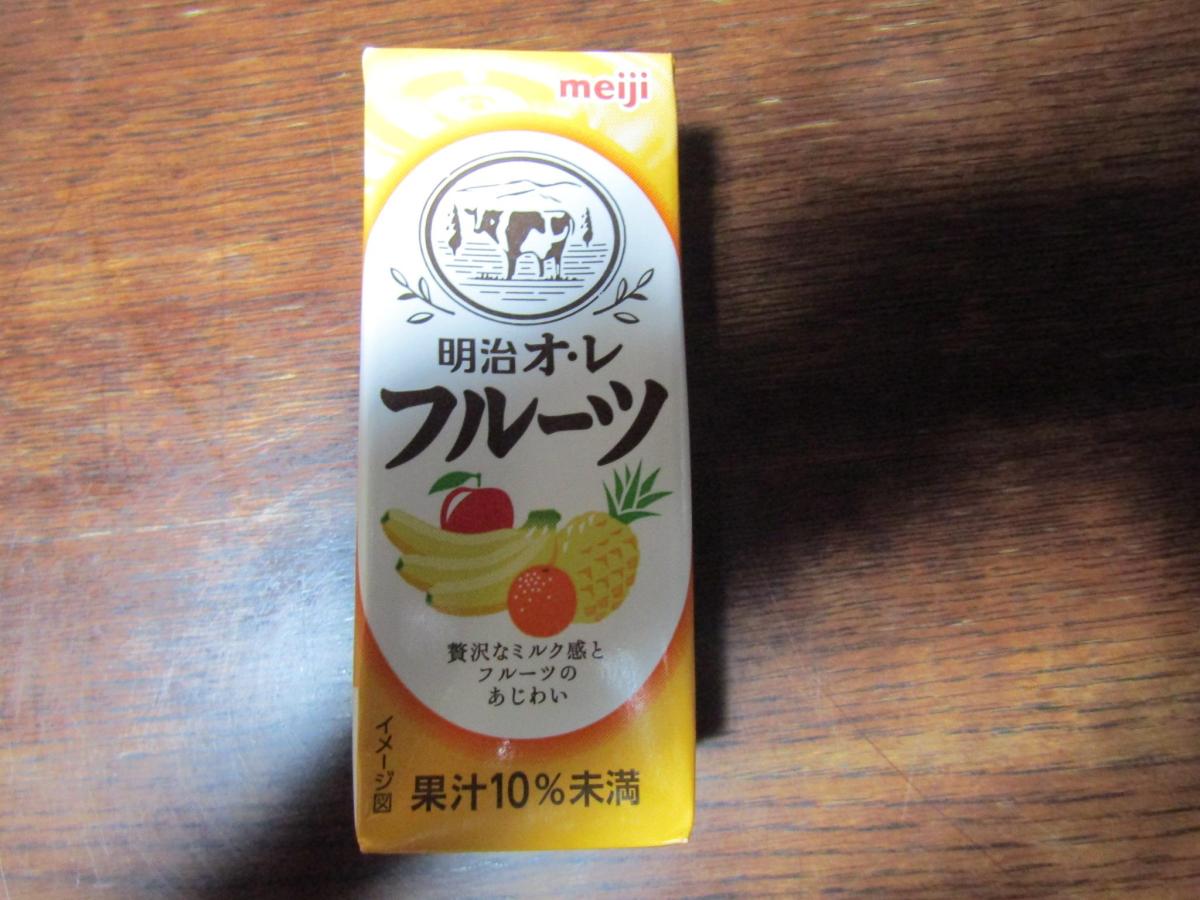 meiji
明治オ・レ
フルーツ
贅沢なミルク感と
フルーツの
あじわい
イメージ図
果汁10%未満